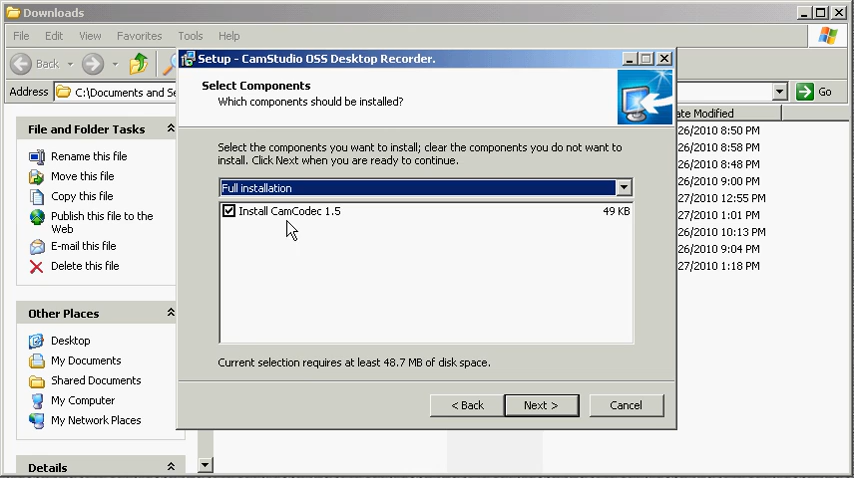 Downloads
File Edit View Favorites Tools Help
Back
Address C:\Documents and Se Go
Setup - CamStudio OSS Desktop Recorder.
Select Components
Which components should be installed?
Select the components you want to install; clear the components you do not want to
install. Click Next when you are ready to continue.
Full installation
Install CamCodec 1.5 49 KB
Current selection requires at least 48.7 MB of disk space.
< Back Next > Cancel
File and Folder Tasks
Rename this file
Move this file
Copy this file
Publish this file to the
Web
E-mail this file
Delete this file
Other Places
Desktop
My Documents
Shared Documents
My Computer
My Network Places
Details
ate Modified
26/2010 8:50 PM
26/2010 8:58 PM
26/2010 8:48 PM
26/2010 9:00 PM
27/2010 12:55 PM
27/2010 1:01 PM
26/2010 10:13 PM
26/2010 9:04 PM
27/2010 1:18 PM